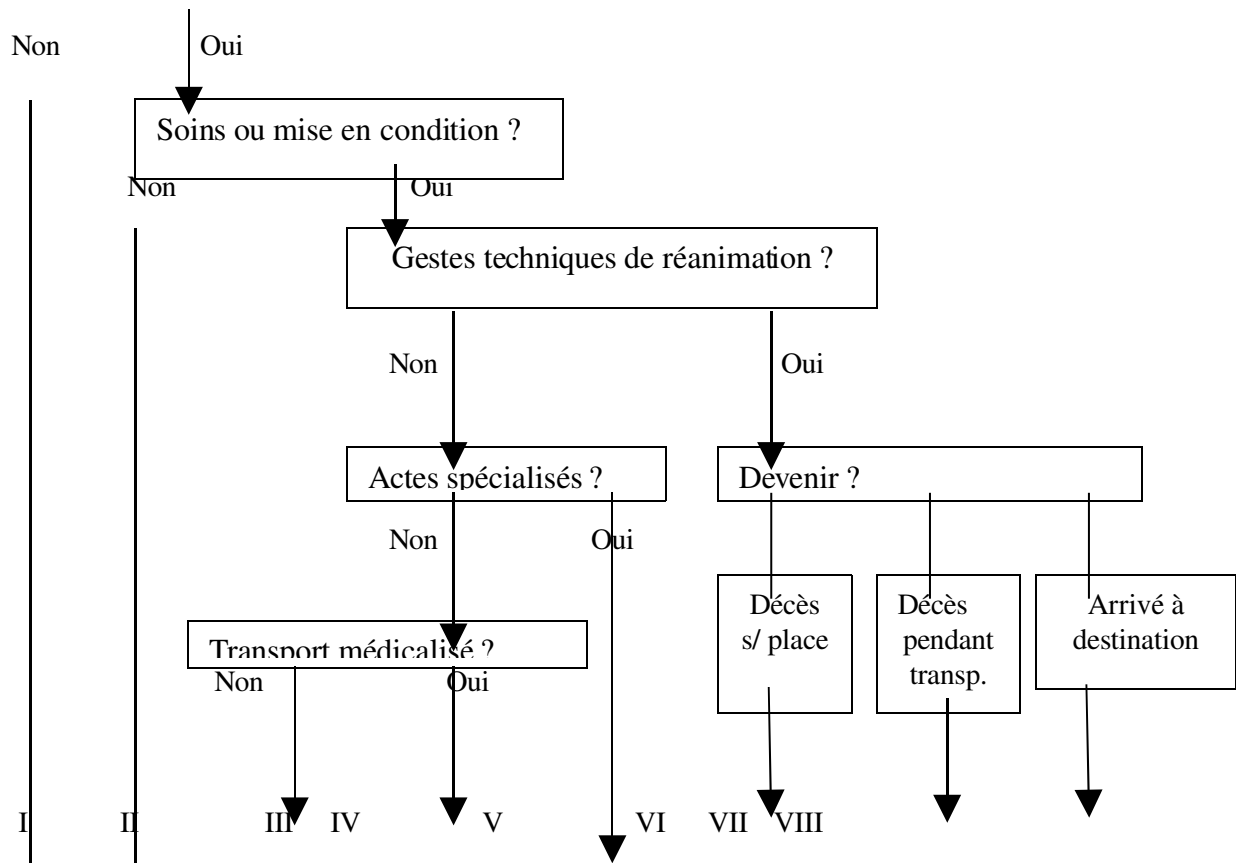 Non Oui
Soins ou mise en condition ?
Non Oui
Gestes techniques de réanimation ?
Non Oui
Actes spécialisés ? Devenir ?
Non Oui
Décès
s/ place
Décès
pendant
transp.
Arrivé à
destination
Transport médicalisé ?
Non Oui
I II III IV V VI VII VIII